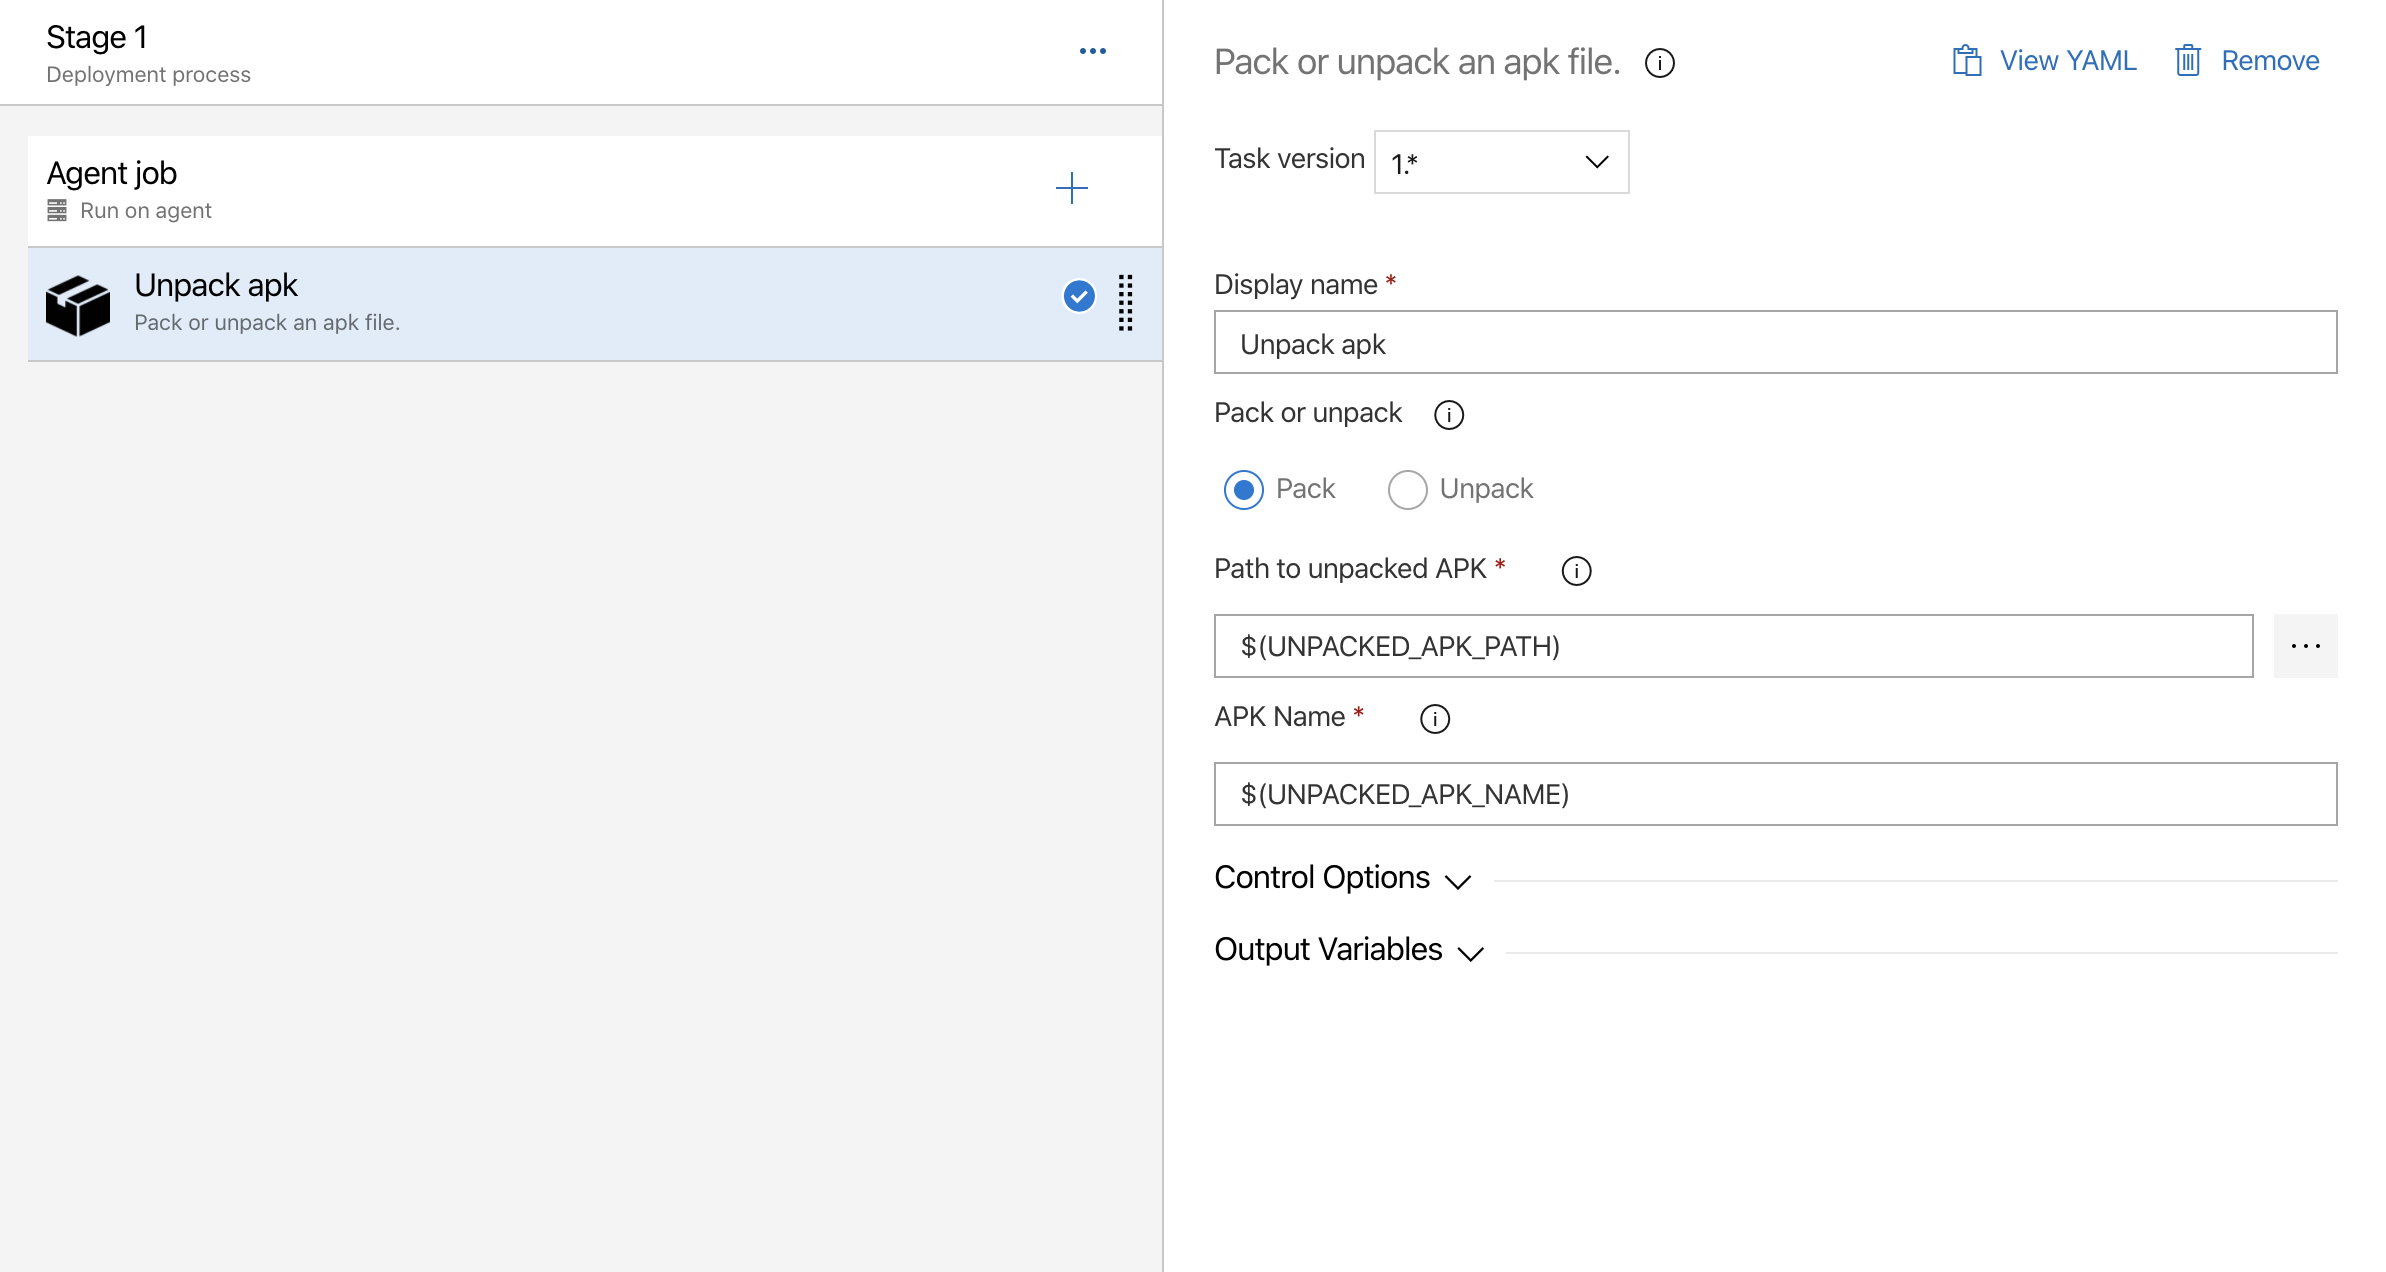 Stage 1
Deployment process
Agent job
Run on agent
Unpack apk
Pack or unpack an apk file.
Pack or unpack an apk file.
View YAML
Remove
Task version
1.*
Display name *
Unpack apk
Pack or unpack
Pack
Unpack
Path to unpacked APK *
$(UNPACKED_APK_PATH)
APK Name *
$(UNPACKED_APK_NAME)
Control Options
Output Variables